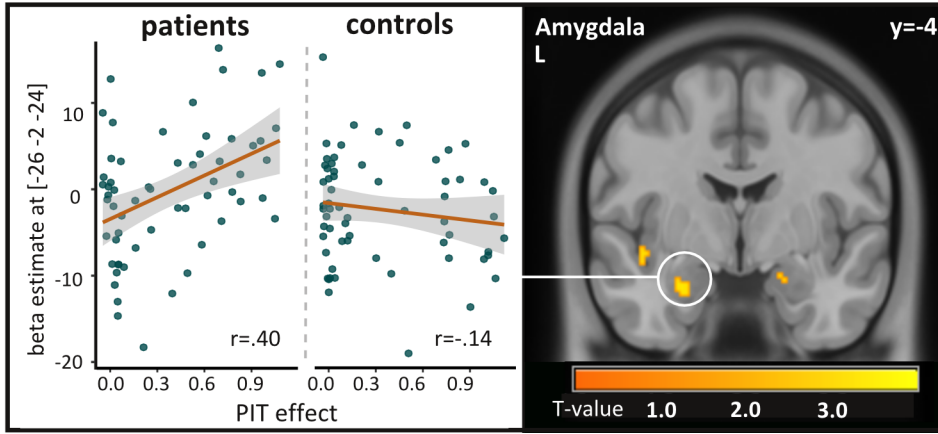 patients
controls
beta estimate at [-26 -2 -24]
10
0
-10
-20
r=.40
r=-.14
0.0 0.3 0.6 0.9
0.0 0.3 0.6 0.9
PIT effect
Amygdala
L
y=-4
T-value 1.0 2.0 3.0